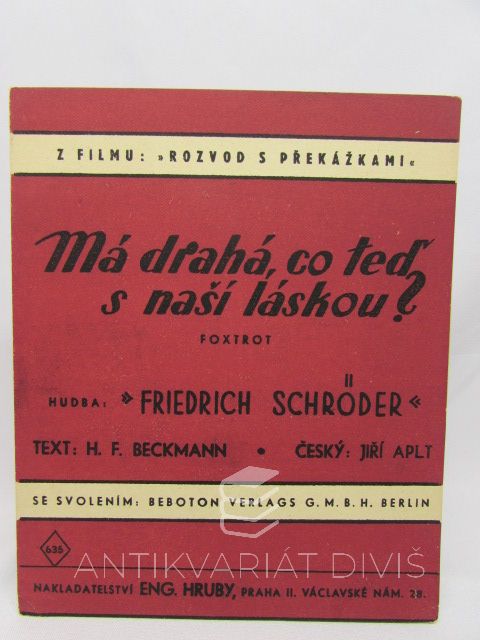 Z FILMU: »ROZVOD S PŘEKÁŽKAMI«
Má drahá, co teď
s naší láskou?
FOXTROT
HUDBA: »FRIEDRICH SCHRÖDER«
TEXT: H. F. BECKMANN • ČESKÝ: JIŘÍ APLT
SE SVOLENÍM: BEBOTON VERLAGS G. M. B. H. BERLIN
635
ANTIKVARIÁT DIVIŠ
NAKLADATELSTVÍ ENG. HRUBY, PRAHA II. VÁCLAVSKÉ NÁM. 28.